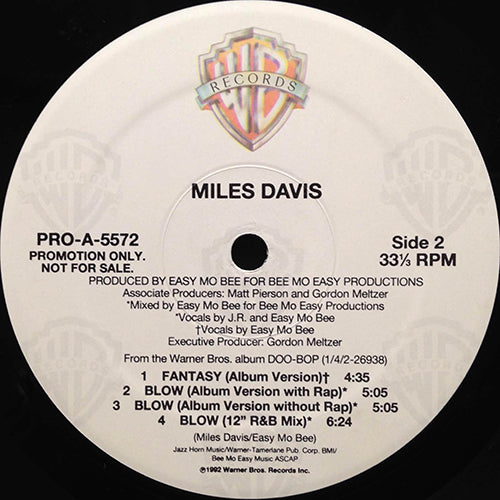 WB
RECORDS
MILES DAVIS
PRO-A-5572
PROMOTION ONLY.
NOT FOR SALE.
Side 2
33⅓ RPM
PRODUCED BY EASY MO BEE FOR BEE MO EASY PRODUCTIONS
Associate Producers: Matt Pierson and Gordon Meltzer
*Mixed by Easy Mo Bee for Bee Mo Easy Productions
*Vocals by J.R. and Easy Mo Bee
†Vocals by Easy Mo Bee
Executive Producer: Gordon Meltzer
From the Warner Bros. album DOO-BOP (1/4/2-26938)
1 FANTASY (Album Version)† 4:35
2 BLOW (Album Version with Rap)* 5:05
3 BLOW (Album Version without Rap)* 5:05
4 BLOW (12" R&B Mix)* 6:24
(Miles Davis/Easy Mo Bee)
Jazz Horn Music/Warner-Tamerlane Pub. Corp. BMI/
Bee Mo Easy Music ASCAP
℗1992 Warner Bros. Records Inc.